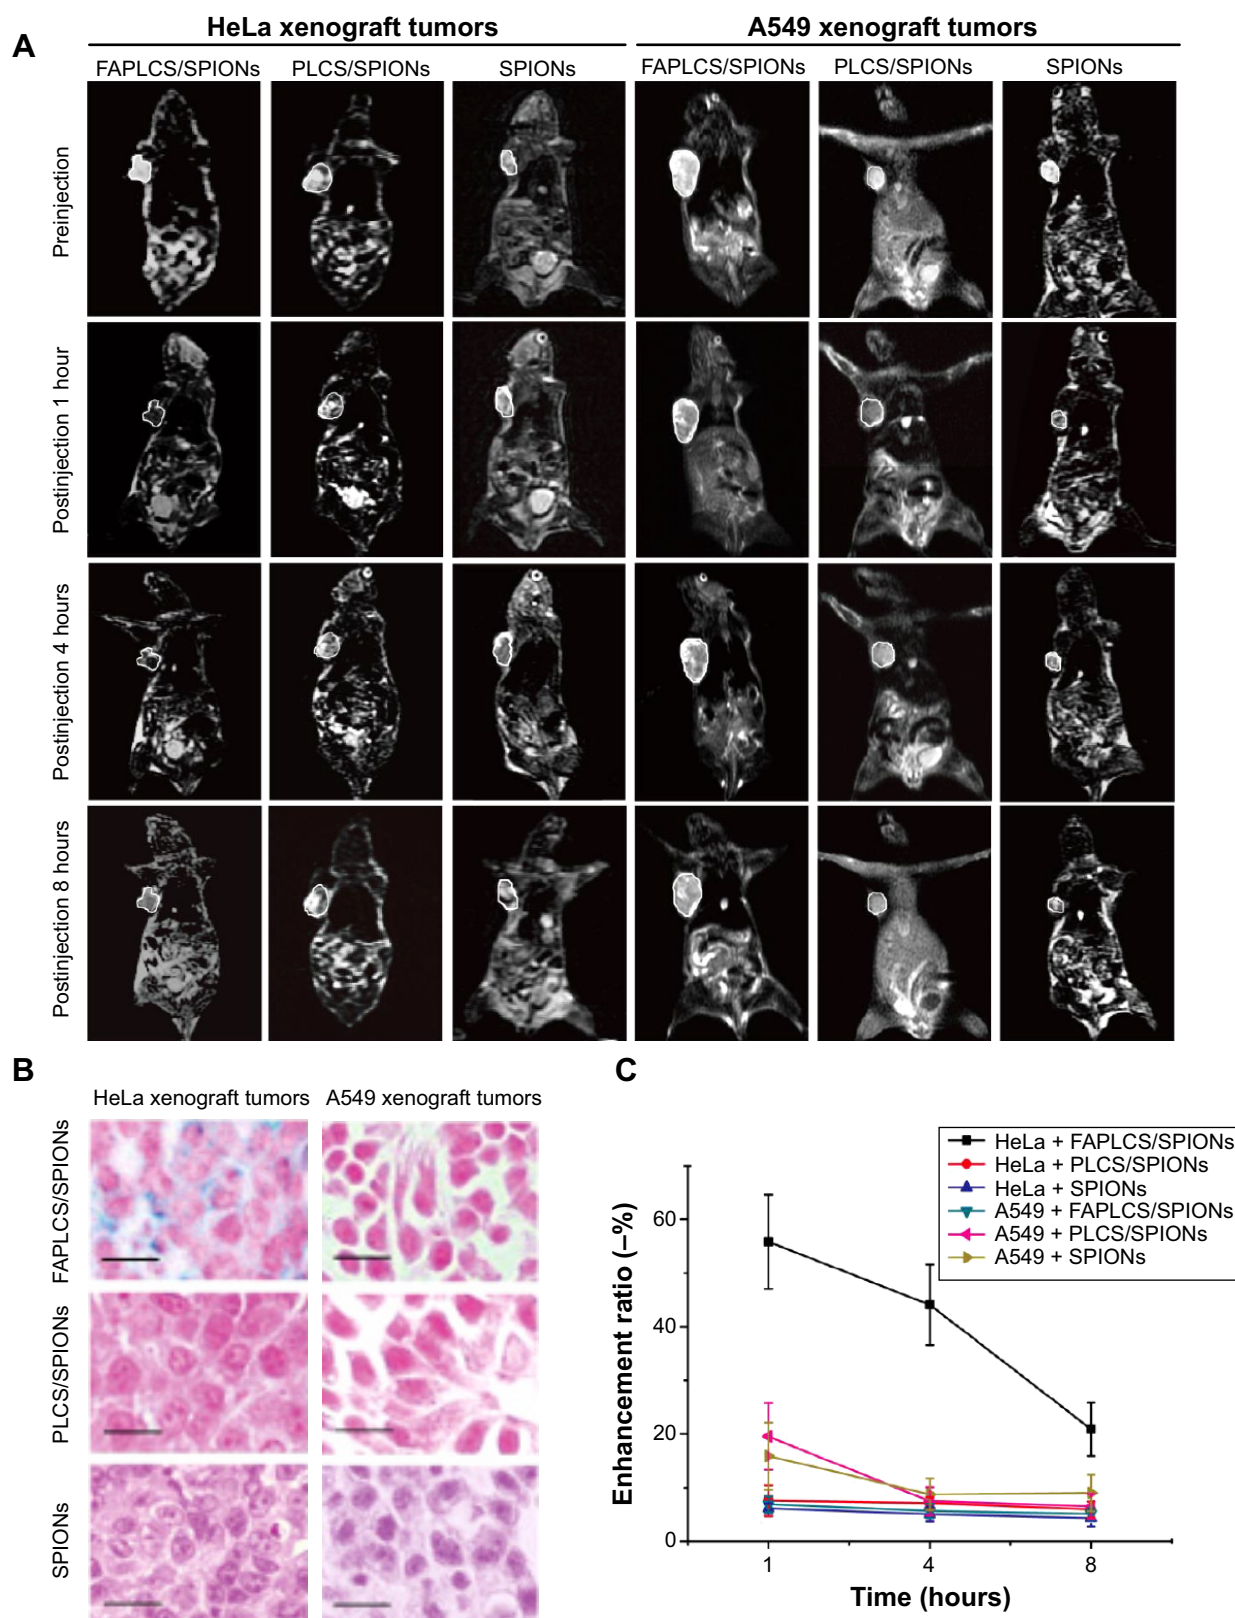 A
HeLa xenograft tumors
A549 xenograft tumors
FAPLCS/SPIONs
PLCS/SPIONs
SPIONs
FAPLCS/SPIONs
PLCS/SPIONs
SPIONs
Preinjection
Postinjection 1 hour
Postinjection 4 hours
Postinjection 8 hours
B
HeLa xenograft tumors
A549 xenograft tumors
FAPLCS/SPIONs
PLCS/SPIONs
SPIONs
C
HeLa + FAPLCS/SPIONs
HeLa + PLCS/SPIONs
HeLa + SPIONs
A549 + FAPLCS/SPIONs
A549 + PLCS/SPIONs
A549 + SPIONs
Enhancement ratio (–%)
60
40
20
0
1
4
8
Time (hours)